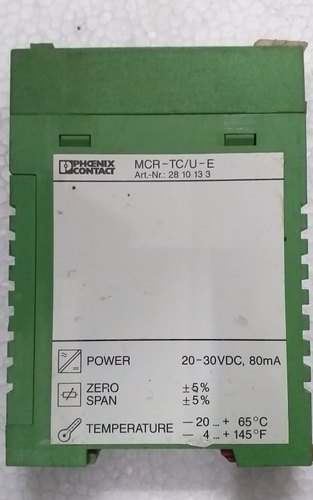 PHŒNIX CONTACT
MCR-TC/U-E
Art.-Nr.: 28 10 13 3
POWER 20-30VDC, 80mA
ZERO ±5%
SPAN ±5%
TEMPERATURE -20 ...+ 65°C
- 4 ...+ 145°F